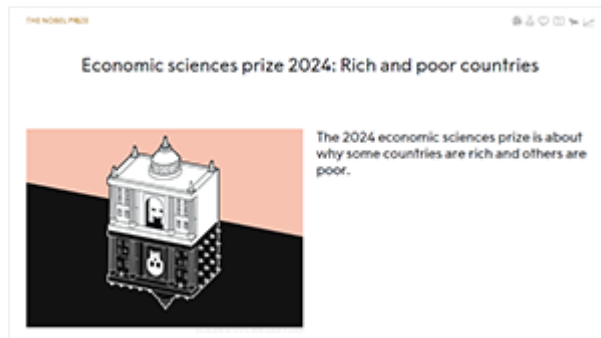 THE NOBEL PRIZE
Economic sciences prize 2024: Rich and poor countries
The 2024 economic sciences prize is about
why some countries are rich and others are
poor.